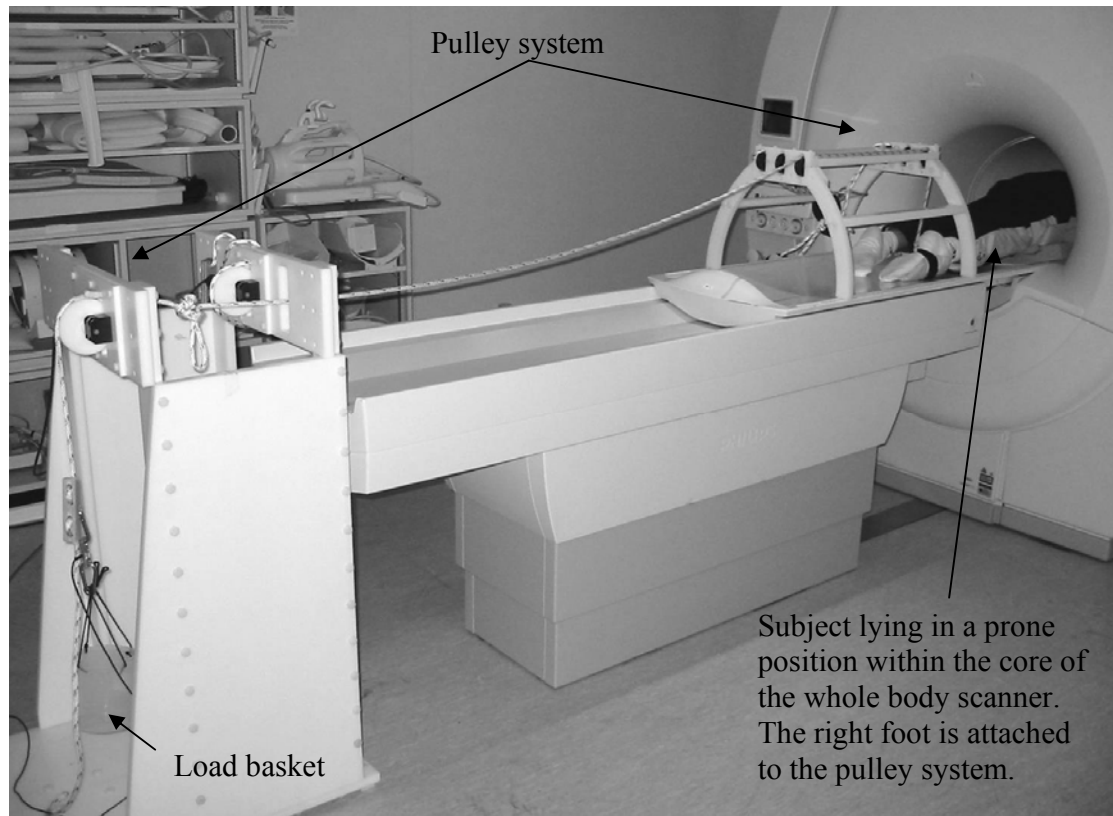 Pulley system
Subject lying in a prone
position within the core of
the whole body scanner.
The right foot is attached
to the pulley system.
Load basket